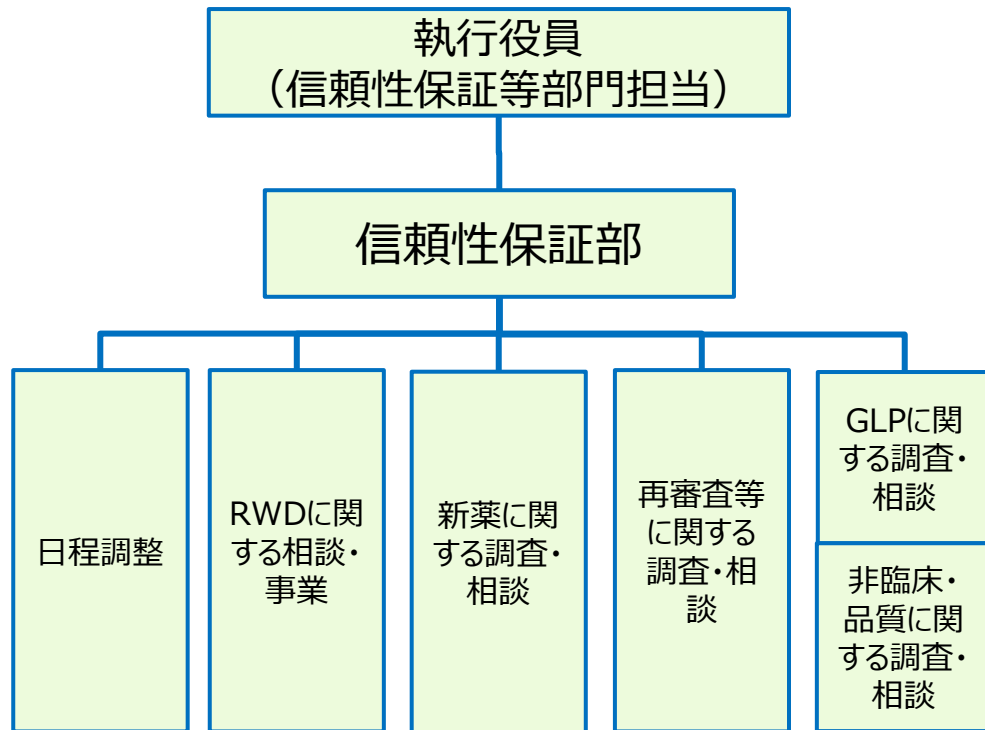 執行役員
（信頼性保証等部門担当）
信頼性保証部
日程調整
RWDに関
する相談・
事業
新薬に関
する調査・
相談
再審査等
に関する
調査・相
談
GLPに関
する調査・
相談
非臨床・
品質に関
する調査・
相談